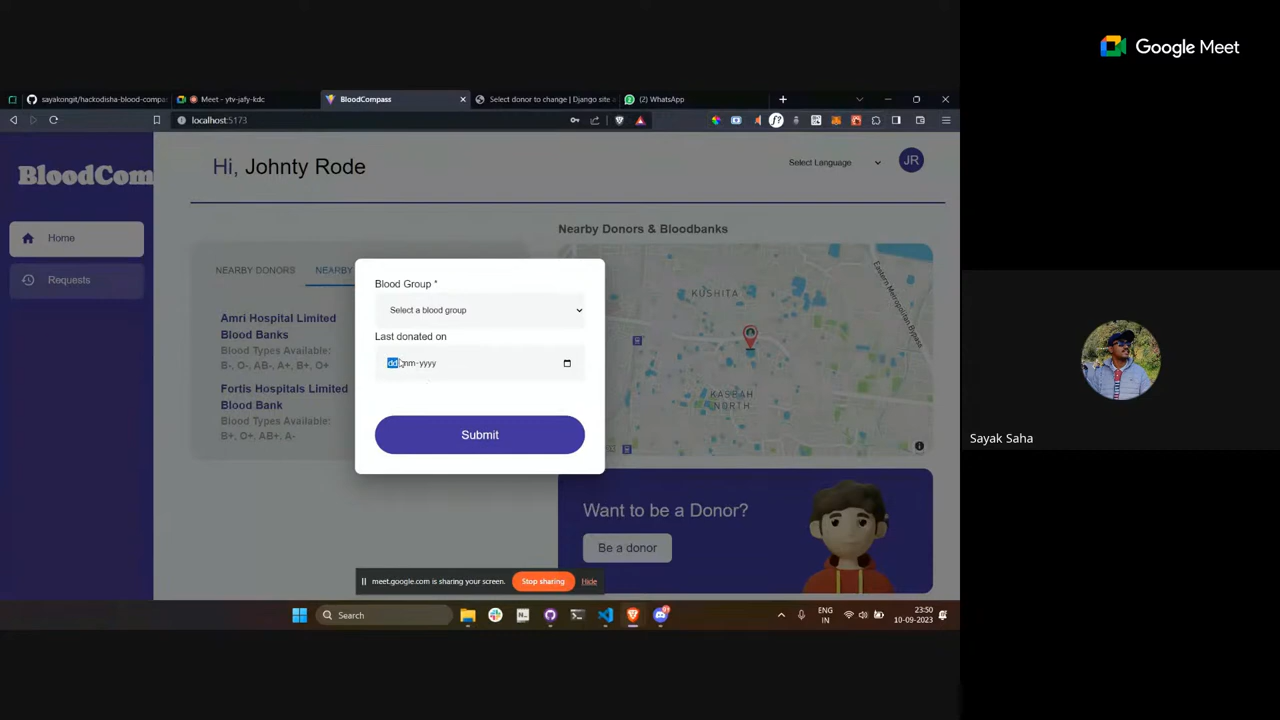 Google Meet
sayakongit/hackodisha-blood-compa
Meet - ytv-jafy-kdc
BloodCompass
Select donor to change | Django site a
(2) WhatsApp
localhost:5173
BloodCom
Hi, Johnty Rode
Select Language
JR
Home
Requests
NEARBY DONORS
NEARBY
Amri Hospital Limited
Blood Banks
Blood Types Available:
B-, O-, AB-, A+, B+, O+
Fortis Hospitals Limited
Blood Bank
Blood Types Available:
B+, O+, AB+, A-
Blood Group *
Select a blood group
Last donated on
dd-mm-yyyy
Submit
Nearby Donors & Bloodbanks
KUSHITA
Eastern Metropolitan Bypass
KASBAH
NORTH
Want to be a Donor?
Be a donor
meet.google.com is sharing your screen.
Stop sharing
Hide
Search
ENG
IN
23:50
10-09-2023
Sayak Saha